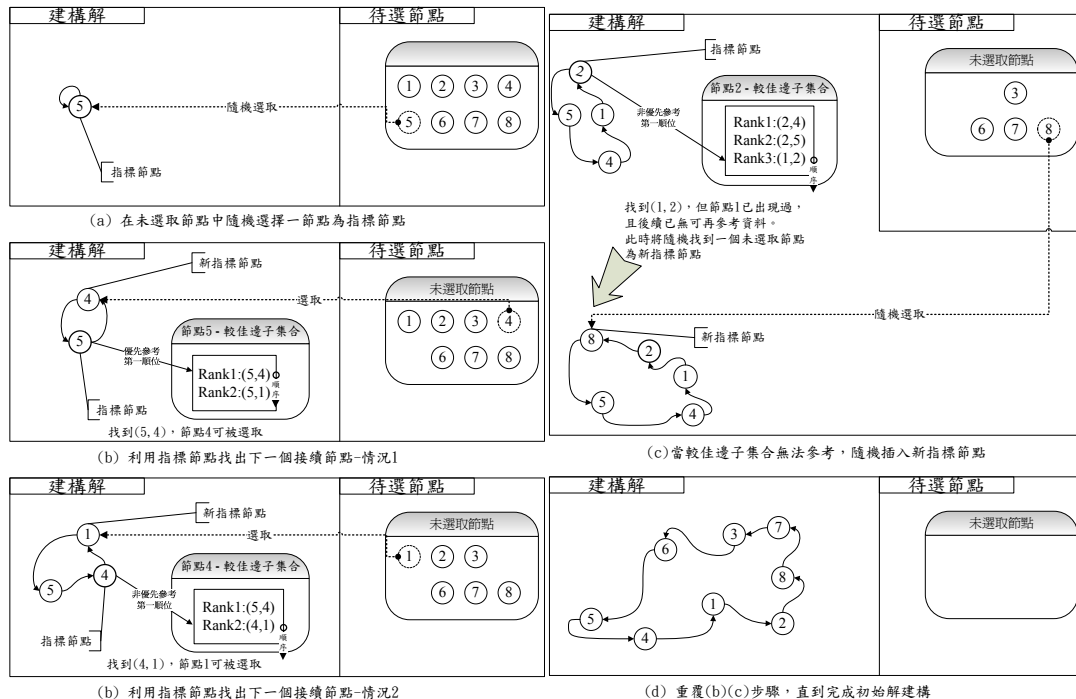 建構解
待選節點
5
指標節點
隨機選取
1 2 3 4
5 6 7 8
(a) 在未選取節點中隨機選擇一節點為指標節點
建構解
待選節點
新指標節點
4
選取
未選取節點
1 2 3 4
6 7 8
5
優先參考
第一順位
節點5-較佳邊子集合
Rank1:(5,4)
Rank2:(5,1)
順序
指標節點
找到(5,4),節點4可被選取
(b) 利用指標節點找出下一個接續節點-情況1
建構解
待選節點
新指標節點
1
選取
未選取節點
1 2 3
6 7 8
4
5
非優先參考
第一順位
節點4-較佳邊子集合
Rank1:(5,4)
Rank2:(4,1)
順序
指標節點
找到(4,1),節點1可被選取
(b) 利用指標節點找出下一個接續節點-情況2
建構解
待選節點
指標節點
2
5
1
4
非優先參考
第一順位
節點2-較佳邊子集合
Rank1:(2,4)
Rank2:(2,5)
Rank3:(1,2)
順序
未選取節點
3
6 7 8
找到(1,2),但節點1已出現過,
且後續已無可再參考資料。
此時將隨機找到一個未選取節點
為新指標節點
隨機選取
新指標節點
8
2
1
5
4
(c)當較佳邊子集合無法參考,隨機插入新指標節點
建構解
待選節點
未選取節點
7
3
6
8
1
5
2
4
(d) 重覆(b)(c)步驟,直到完成初始解建構